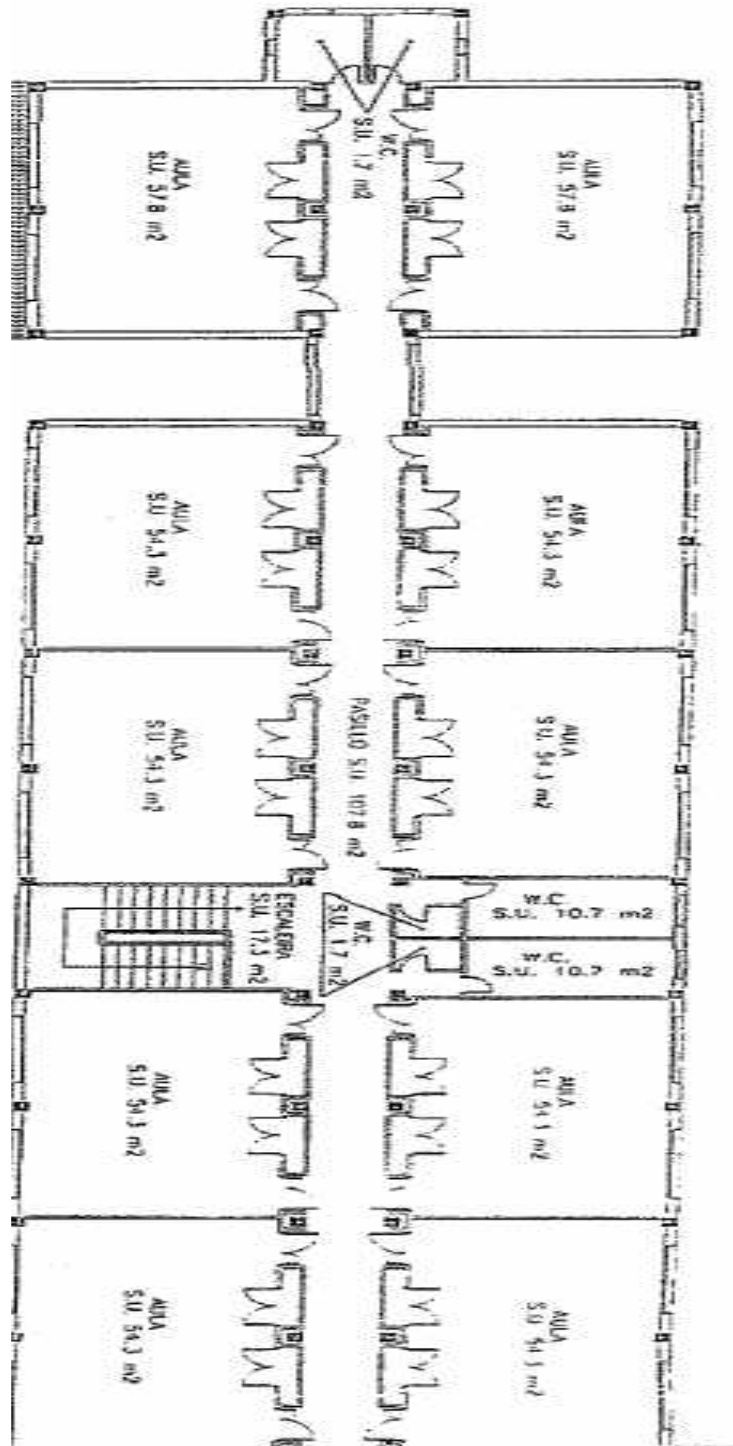 W.C.
S.U. 1.7 m2
AULA
S.U. 57.8 m2
AULA
S.U. 57.8 m2
AULA
S.U. 54.3 m2
AULA
S.U. 54.3 m2
AULA
S.U. 54.3 m2
AULA
S.U. 54.3 m2
PASILLO S.U. 107.8 m2
ESCALERA
S.U. 17.3 m2
W.C.
S.U. 1.7 m2
W.C.
S.U. 10.7 m2
W.C.
S.U. 10.7 m2
AULA
S.U. 54.3 m2
AULA
S.U. 54.3 m2
AULA
S.U. 54.3 m2
AULA
S.U. 54.3 m2